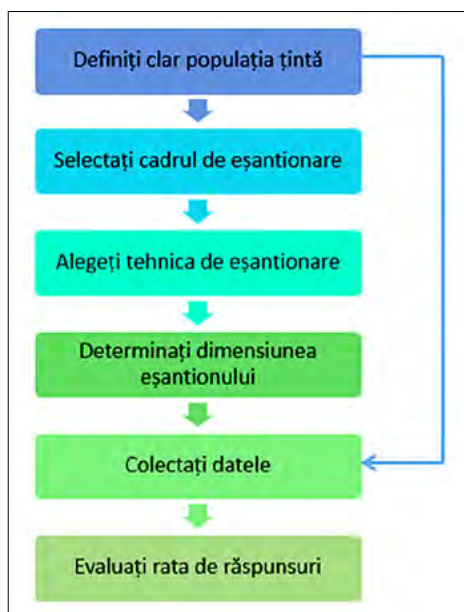 Definiți clar populația țintă
Selectați cadrul de eșantionare
Alegeți tehnica de eșantionare
Determinați dimensiunea
eșantionului
Colectați datele
Evaluați rata de răspunsuri